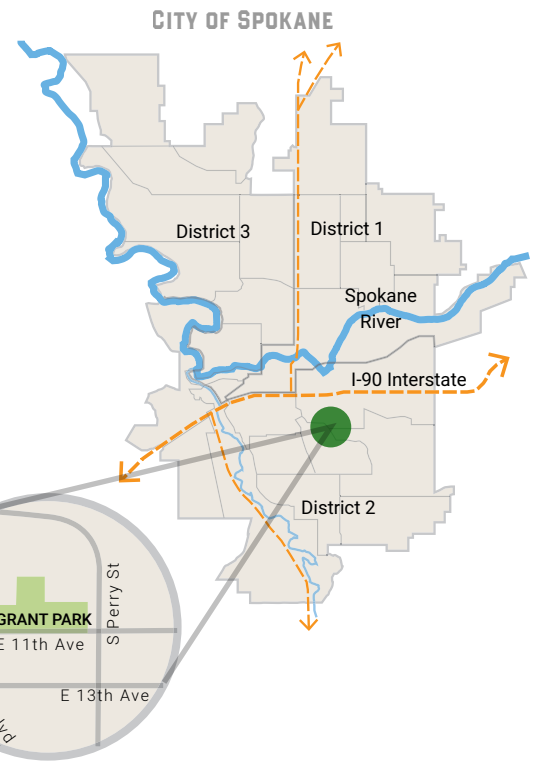 CITY OF SPOKANE
District 3
District 1
Spokane
River
I-90 Interstate
District 2
S Perry St
GRANT PARK
E 11th Ave
E 13th Ave